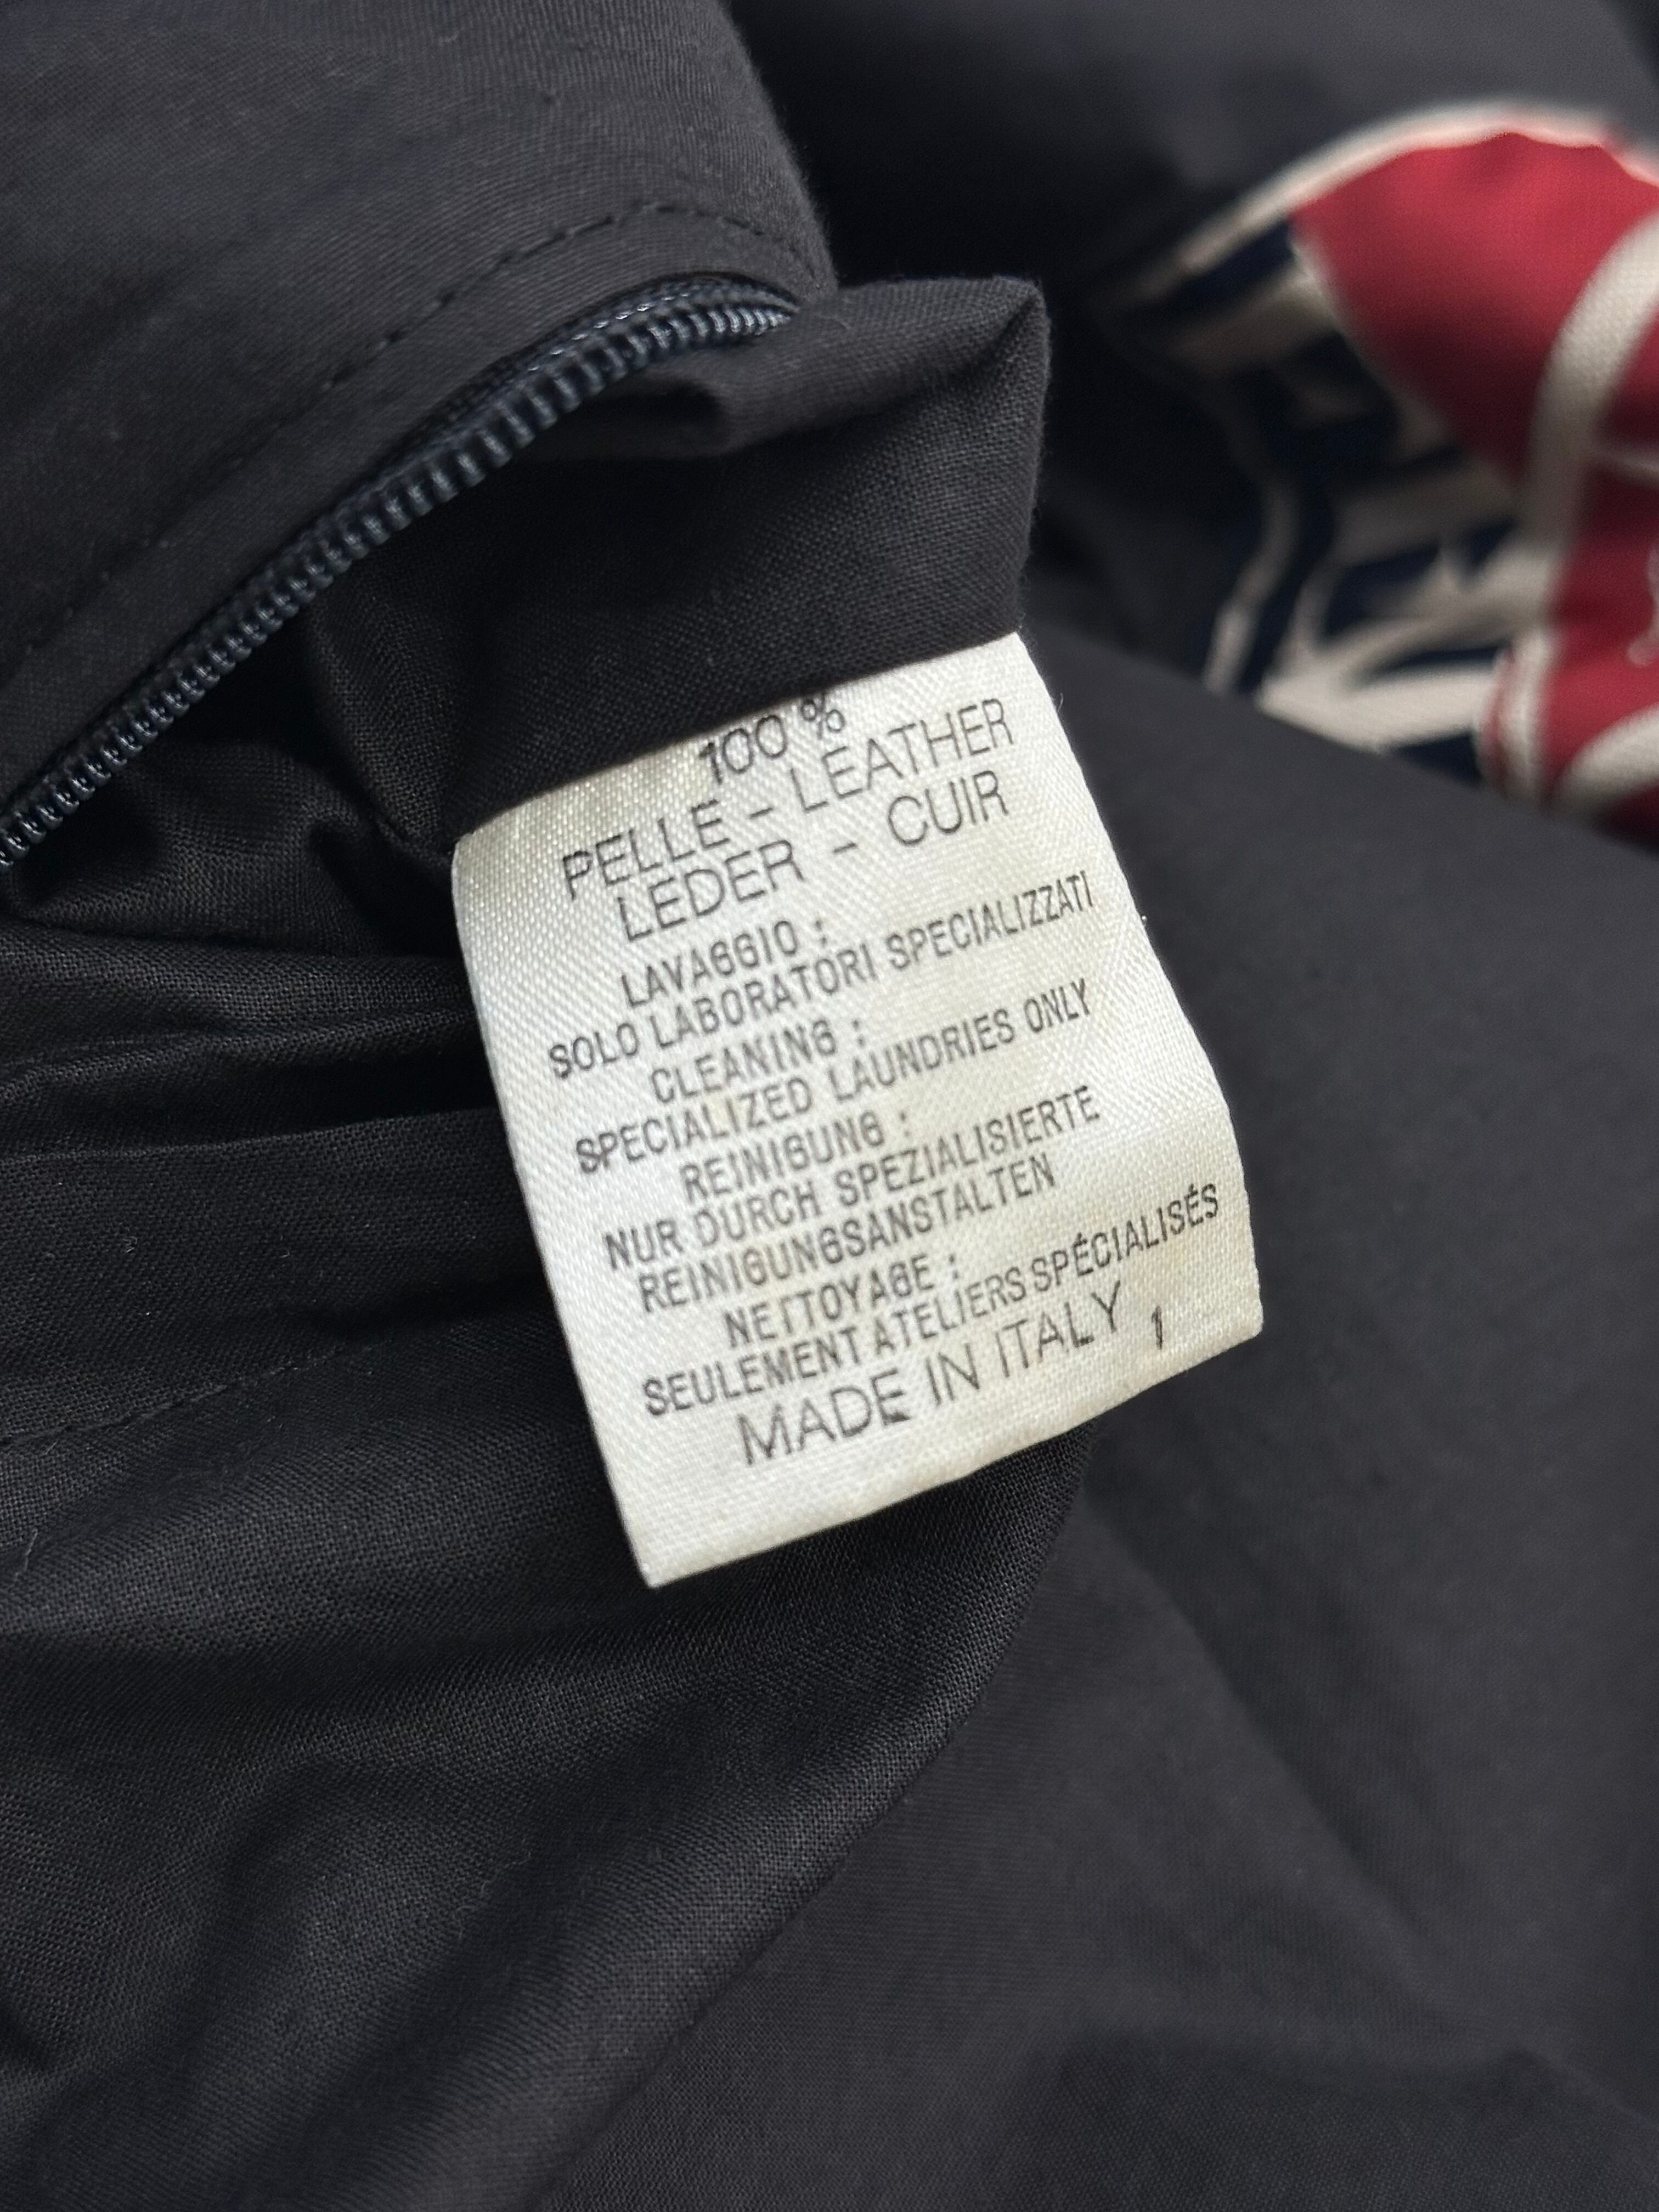 100 %
PELLE - LEATHER
LEDER - CUIR
LAVAGGIO :
SOLO LABORATORI SPECIALIZZATI
CLEANING :
SPECIALIZED LAUNDRIES ONLY
REINIGUNG :
NUR DURCH SPEZIALISIERTE
REINIGUNGSANSTALTEN
NETTOYAGE :
SEULEMENT ATELIERS SPÉCIALISÉS
MADE IN ITALY 1